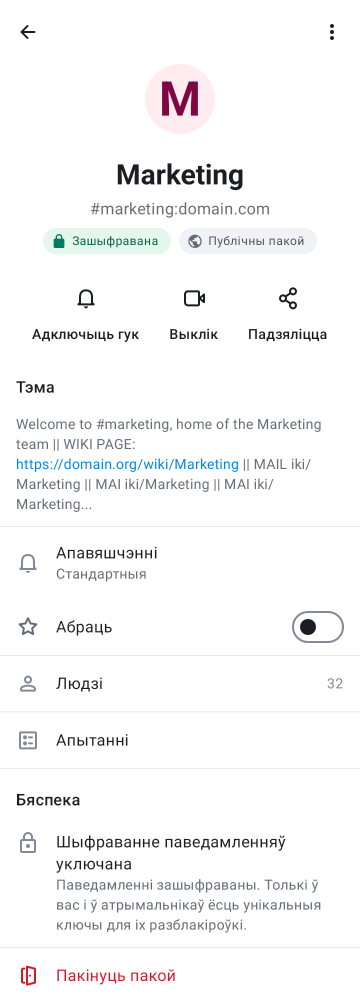 M
Marketing
#marketing:domain.com
Зашыфравана
Публічны пакой
Адключыць гук
Выклік
Падзяліцца
Тэма
Welcome to #marketing, home of the Marketing
team || WIKI PAGE:
https://domain.org/wiki/Marketing || MAIL iki/
Marketing || MAI iki/Marketing || MAI iki/
Marketing...
Апавяшчэнні
Стандартныя
Абраць
Людзі
32
Апытанні
Бяспека
Шыфраванне паведамленняў
уключана
Паведамленні зашыфраваны. Толькі ў
вас і ў атрымальнікаў ёсць унікальныя
ключы для іх разблакіроўкі.
Пакінуць пакой